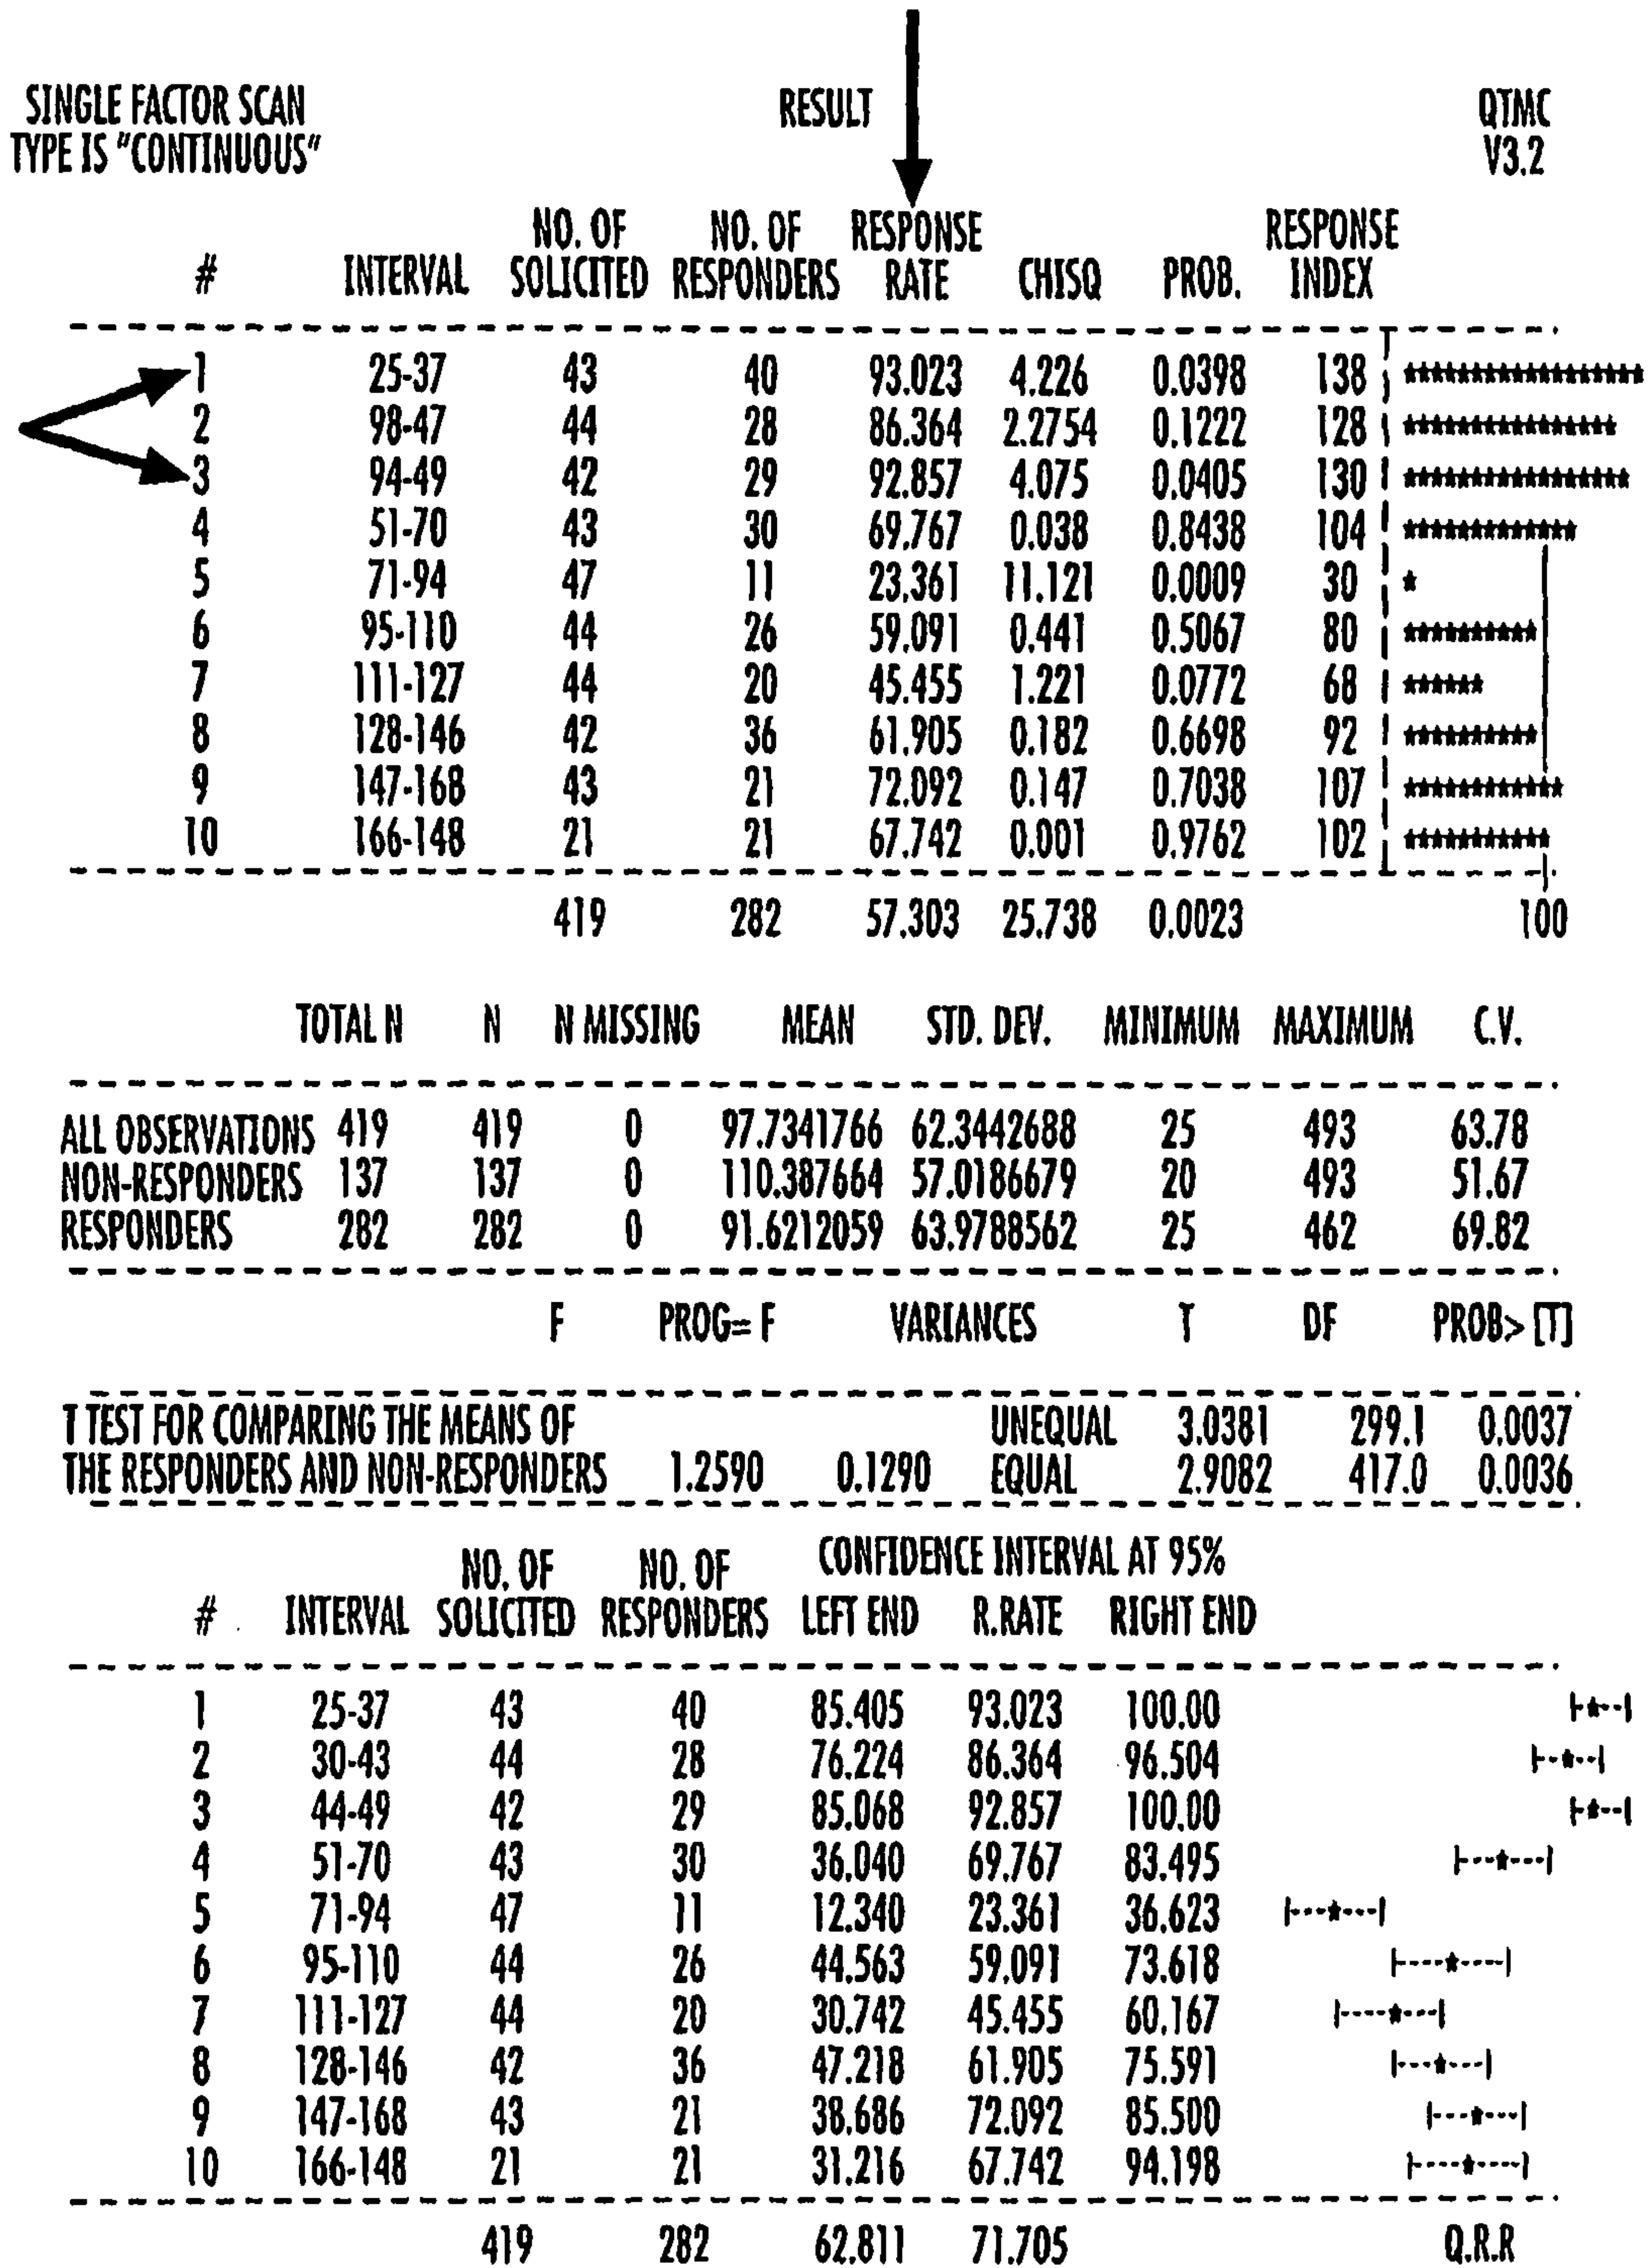 SINGLE FACTOR SCAN RESULT QTMC
TYPE IS "CONTINUOUS" V3.2
NO. OF NO. OF RESPONSE RESPONSE
# INTERVAL SOLICITED RESPONDERS RATE CHISQ PROB. INDEX
1 25-37 43 40 93.023 4.226 0.0398 138
2 98-47 44 28 86.364 2.2754 0.1222 128
3 94-49 42 29 92.857 4.075 0.0405 130
4 51-70 43 30 69.767 0.038 0.8438 104
5 71-94 47 11 23.361 11.121 0.0009 30
6 95-110 44 26 59.091 0.441 0.5067 80
7 111-127 44 20 45.455 1.221 0.0772 68
8 128-146 42 36 61.905 0.182 0.6698 92
9 147-168 43 21 72.092 0.147 0.7038 107
10 166-148 21 21 67.742 0.001 0.9762 102
419 282 57.303 25.738 0.0023 100
TOTAL N N N MISSING MEAN STD. DEV. MINIMUM MAXIMUM C.V.
ALL OBSERVATIONS 419 419 0 97.7341766 62.3442688 25 493 63.78
NON-RESPONDERS 137 137 0 110.387664 57.0186679 20 493 51.67
RESPONDERS 282 282 0 91.6212059 63.9788562 25 462 69.82
F PROG= F VARIANCES T DF PROB> [T]
T TEST FOR COMPARING THE MEANS OF UNEQUAL 3.0381 299.1 0.0037
THE RESPONDERS AND NON-RESPONDERS 1.2590 0.1290 EQUAL 2.9082 417.0 0.0036
NO. OF NO. OF CONFIDENCE INTERVAL AT 95%
# INTERVAL SOLICITED RESPONDERS LEFT END R.RATE RIGHT END
1 25-37 43 40 85.405 93.023 100.00
2 30-43 44 28 76.224 86.364 96.504
3 44-49 42 29 85.068 92.857 100.00
4 51-70 43 30 36.040 69.767 83.495
5 71-94 47 11 12.340 23.361 36.623
6 95-110 44 26 44.563 59.091 73.618
7 111-127 44 20 30.742 45.455 60.167
8 128-146 42 36 47.218 61.905 75.591
9 147-168 43 21 38.686 72.092 85.500
10 166-148 21 21 31.216 67.742 94.198
419 282 62.811 71.705 Q.R.R